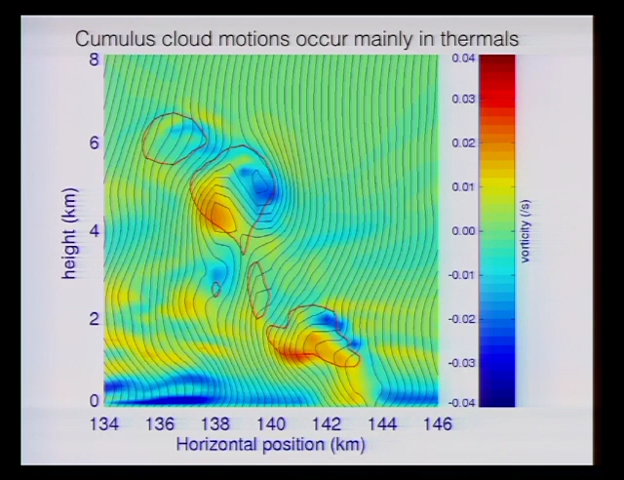 Cumulus cloud motions occur mainly in thermals
8
6
4
2
0
height (km)
134 136 138 140 142 144 146
Horizontal position (km)
0.04
0.03
0.02
0.01
0.00
-0.01
-0.02
-0.03
-0.04
vorticity (/s)